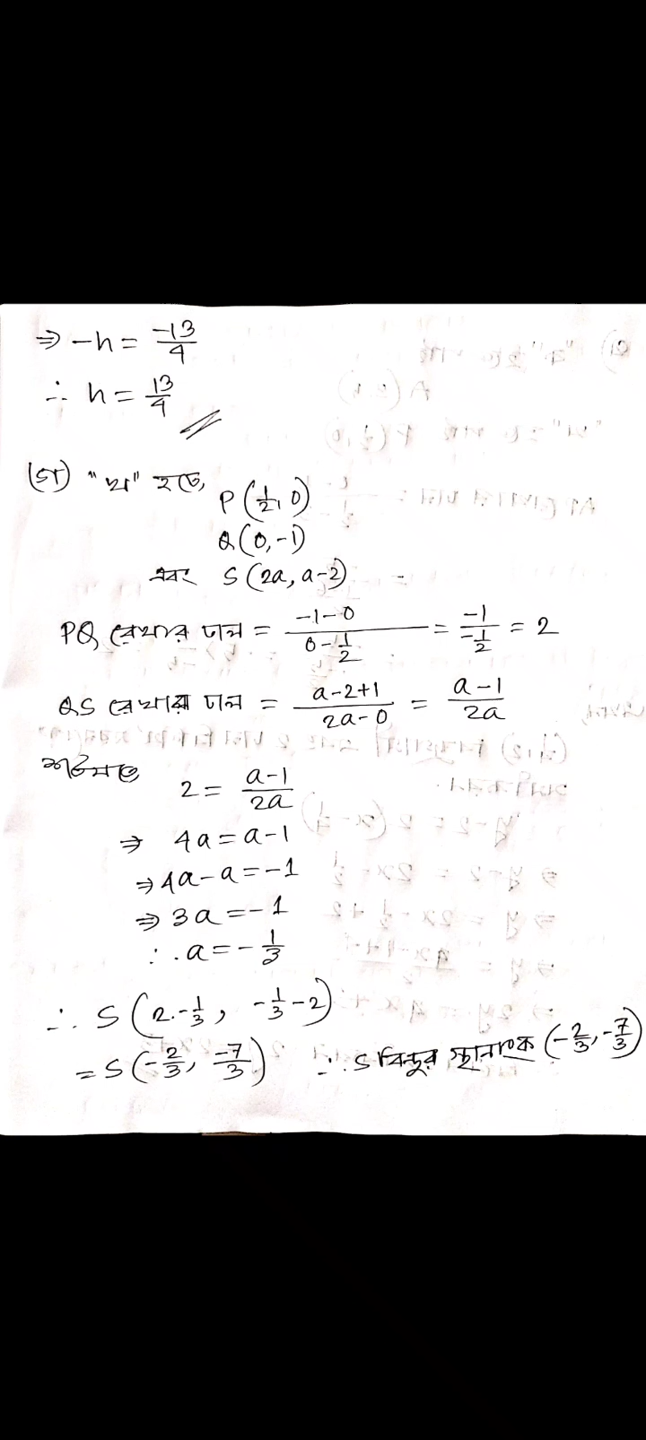 ⇒ -h = -13/4
∴ h = 13/4
(গ) "খ" হতে,
P(1/2, 0)
Q(0, -1)
এবং S(2a, a-2)
PQ রেখার ঢাল = (-1-0)/(0-1/2) = -1/(-1/2) = 2
QS রেখার ঢাল = (a-2+1)/(2a-0) = (a-1)/2a
শর্তমতে
2 = (a-1)/2a
⇒ 4a = a-1
⇒ 4a-a = -1
⇒ 3a = -1
∴ a = -1/3
∴ S(2.-1/3, -1/3-2)
= S(-2/3, -7/3) ∴ S বিন্দুর স্থানাংক (-2/3, -7/3)